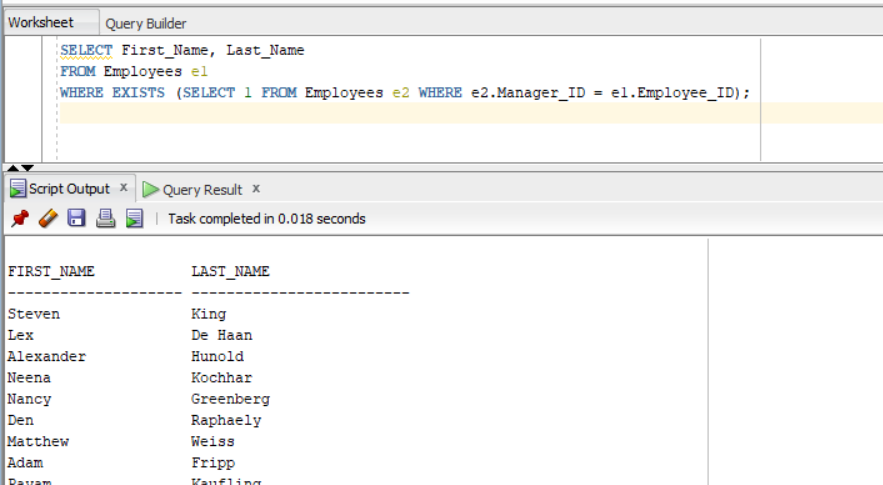 Worksheet Query Builder
SELECT First_Name, Last_Name
FROM Employees e1
WHERE EXISTS (SELECT 1 FROM Employees e2 WHERE e2.Manager_ID = e1.Employee_ID);
Script Output x Query Result x
Task completed in 0.018 seconds
FIRST_NAME LAST_NAME
-------------------- -------------------------
Steven King
Lex De Haan
Alexander Hunold
Neena Kochhar
Nancy Greenberg
Den Raphaely
Matthew Weiss
Adam Fripp
Payam Kaufling